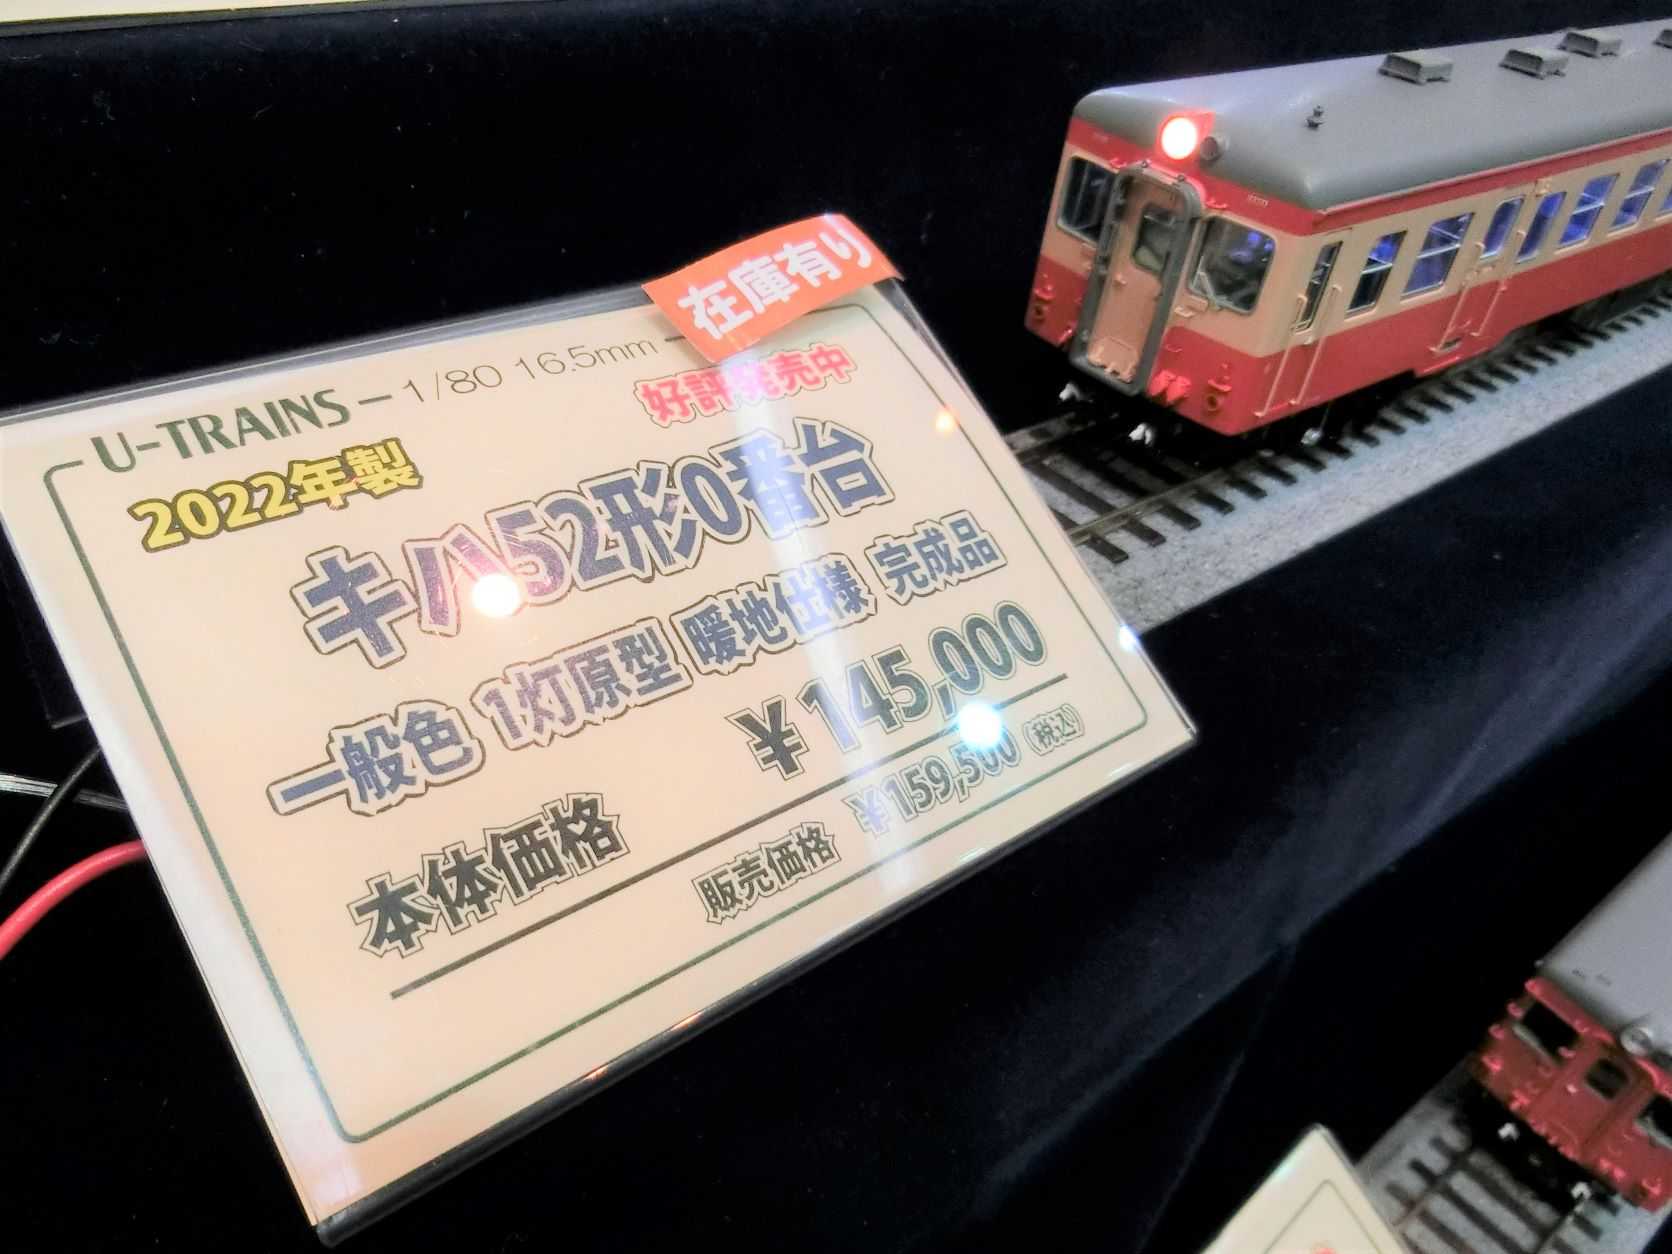 在庫有り
U-TRAINS — 1/80 16.5mm —
好評発売中
2022年製
キハ52形0番台
一般色 1灯原型 暖地仕様 完成品
本体価格 ¥145,000
販売価格 ¥159,500 (税込)